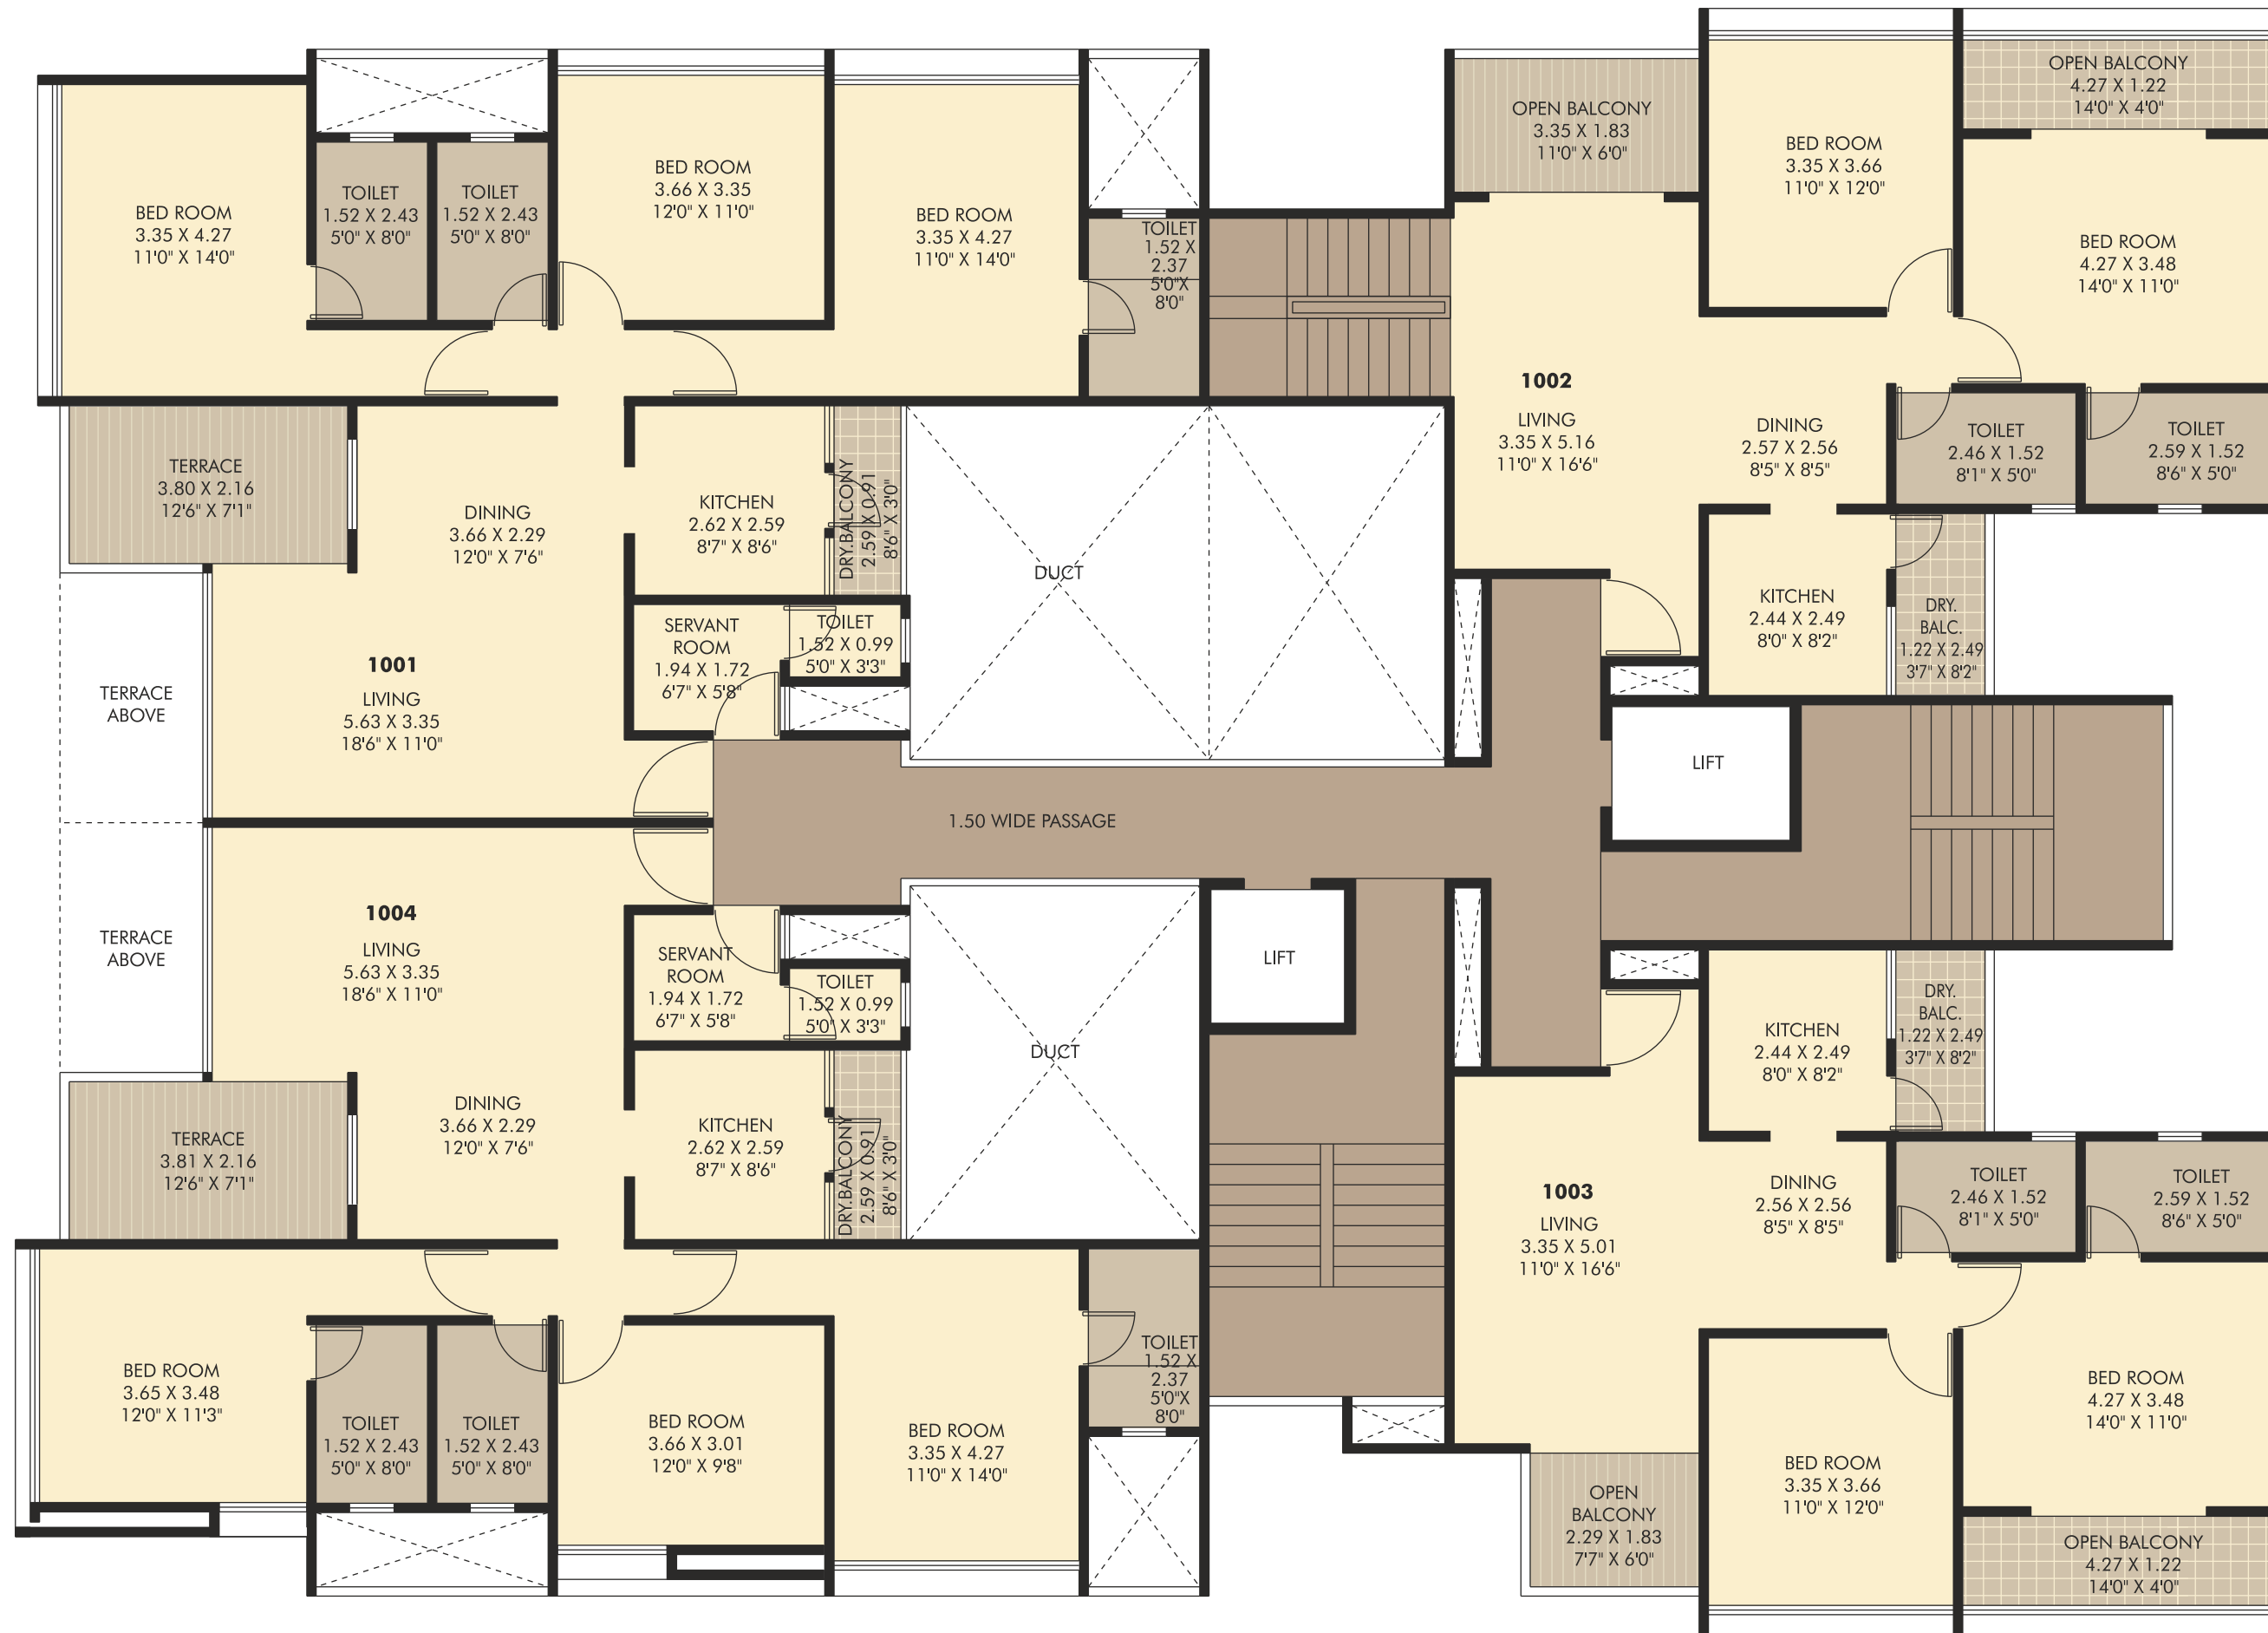 BED ROOM
3.35 X 4.27
11'0" X 14'0"
TOILET
1.52 X 2.43
5'0" X 8'0"
TOILET
1.52 X 2.43
5'0" X 8'0"
BED ROOM
3.66 X 3.35
12'0" X 11'0"
BED ROOM
3.35 X 4.27
11'0" X 14'0"
TOILET
1.52 X
2.37
5'0"X
8'0"
TERRACE
3.80 X 2.16
12'6" X 7'1"
DINING
3.66 X 2.29
12'0" X 7'6"
KITCHEN
2.62 X 2.59
8'7" X 8'6"
DRY.BALCONY
2.59 X 0.91
8'6" X 3'0"
SERVANT
ROOM
1.94 X 1.72
6'7" X 5'8"
TOILET
1.52 X 0.99
5'0" X 3'3"
1001
LIVING
5.63 X 3.35
18'6" X 11'0"
TERRACE
ABOVE
DUCT
OPEN BALCONY
3.35 X 1.83
11'0" X 6'0"
BED ROOM
3.35 X 3.66
11'0" X 12'0"
OPEN BALCONY
4.27 X 1.22
14'0" X 4'0"
BED ROOM
4.27 X 3.48
14'0" X 11'0"
1002
LIVING
3.35 X 5.16
11'0" X 16'6"
DINING
2.57 X 2.56
8'5" X 8'5"
TOILET
2.46 X 1.52
8'1" X 5'0"
TOILET
2.59 X 1.52
8'6" X 5'0"
KITCHEN
2.44 X 2.49
8'0" X 8'2"
DRY.
BALC.
1.22 X 2.49
3'7" X 8'2"
LIFT
1.50 WIDE PASSAGE
1004
LIVING
5.63 X 3.35
18'6" X 11'0"
TERRACE
ABOVE
SERVANT
ROOM
1.94 X 1.72
6'7" X 5'8"
TOILET
1.52 X 0.99
5'0" X 3'3"
DUCT
LIFT
TERRACE
3.81 X 2.16
12'6" X 7'1"
DINING
3.66 X 2.29
12'0" X 7'6"
KITCHEN
2.62 X 2.59
8'7" X 8'6"
DRY.BALCONY
2.59 X 0.91
8'6" X 3'0"
BED ROOM
3.65 X 3.48
12'0" X 11'3"
TOILET
1.52 X 2.43
5'0" X 8'0"
TOILET
1.52 X 2.43
5'0" X 8'0"
BED ROOM
3.66 X 3.01
12'0" X 9'8"
BED ROOM
3.35 X 4.27
11'0" X 14'0"
TOILET
1.52 X
2.37
5'0"X
8'0"
KITCHEN
2.44 X 2.49
8'0" X 8'2"
DRY.
BALC.
1.22 X 2.49
3'7" X 8'2"
1003
LIVING
3.35 X 5.01
11'0" X 16'6"
DINING
2.56 X 2.56
8'5" X 8'5"
TOILET
2.46 X 1.52
8'1" X 5'0"
TOILET
2.59 X 1.52
8'6" X 5'0"
BED ROOM
4.27 X 3.48
14'0" X 11'0"
BED ROOM
3.35 X 3.66
11'0" X 12'0"
OPEN
BALCONY
2.29 X 1.83
7'7" X 6'0"
OPEN BALCONY
4.27 X 1.22
14'0" X 4'0"